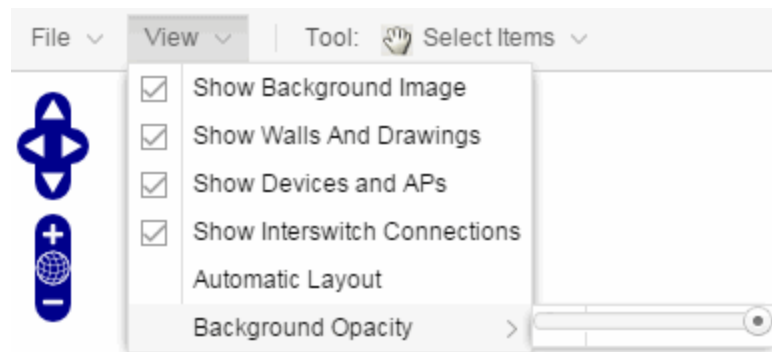 File View Tool: Select Items
Show Background Image
Show Walls And Drawings
Show Devices and APs
Show Interswitch Connections
Automatic Layout
Background Opacity